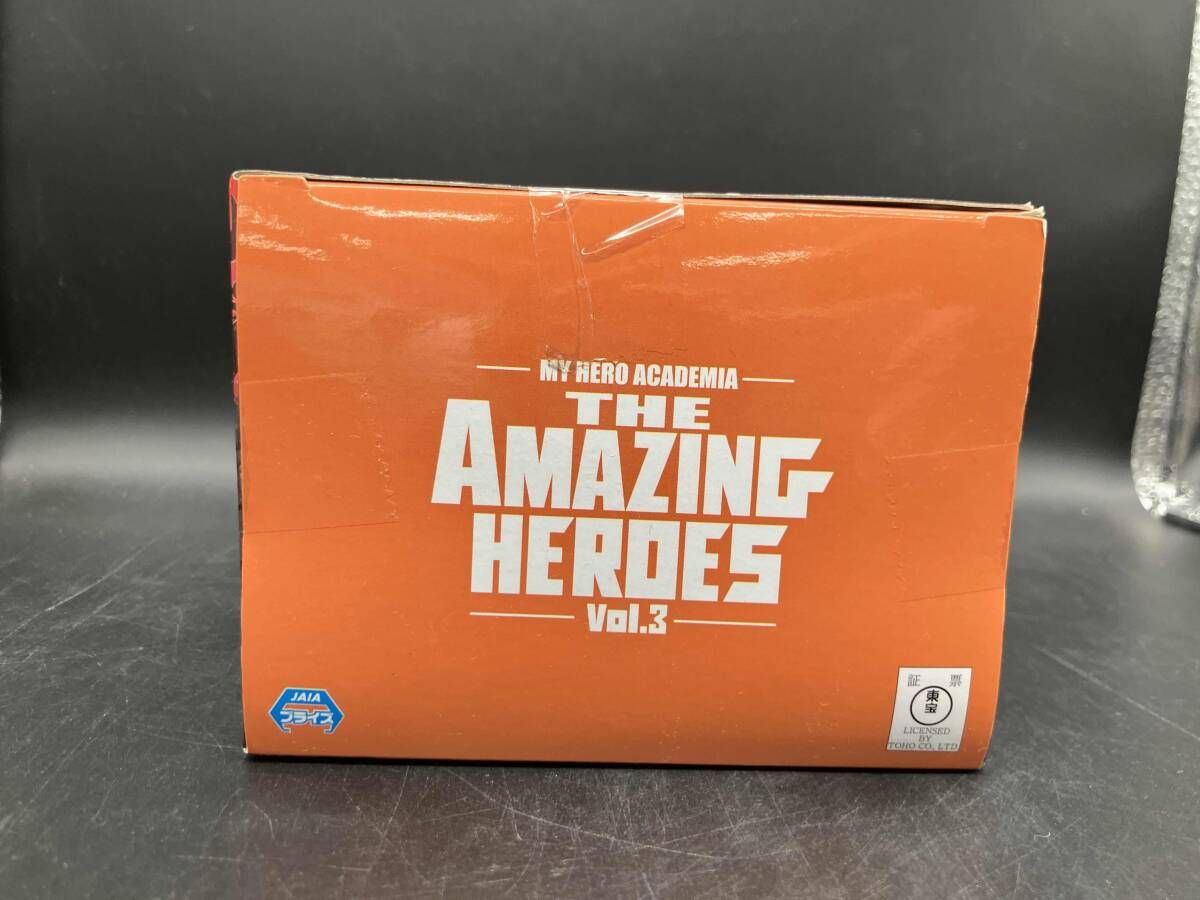 MY HERO ACADEMIA
THE
AMAZING
HEROES
Vol.3
JAIA
プライズ
証 票
東
宝
LICENSED
BY
TOHO CO., LTD